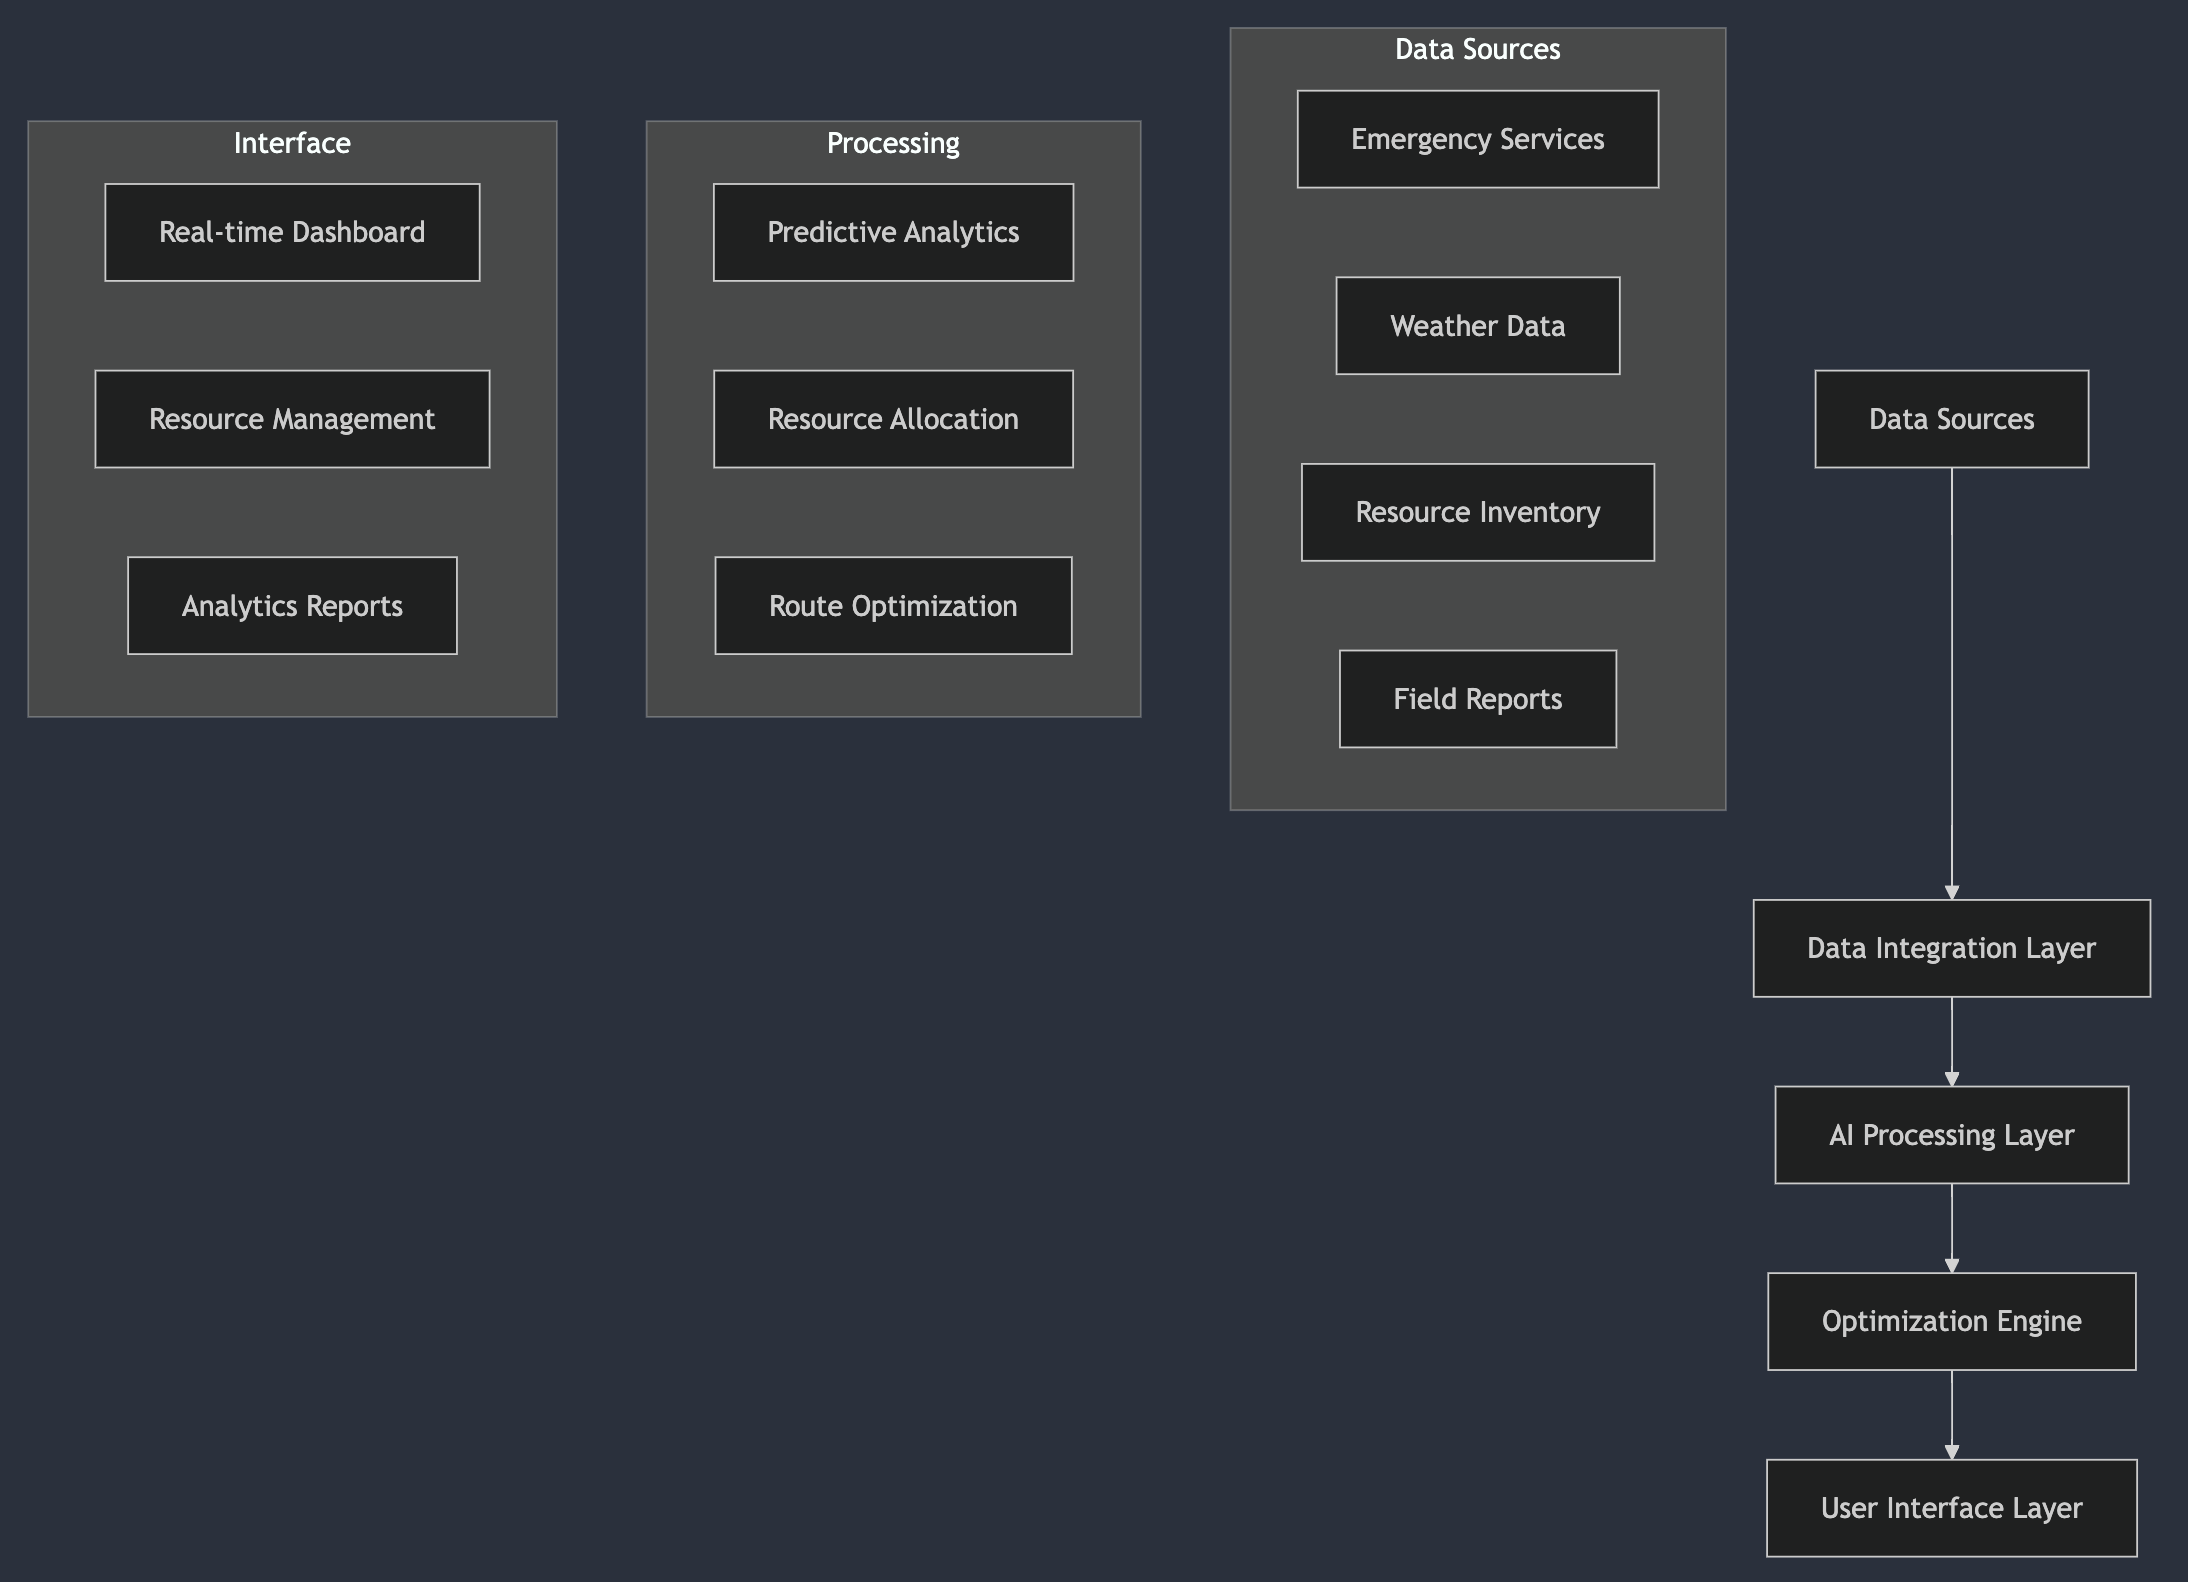 Interface
Real-time Dashboard
Resource Management
Analytics Reports
Processing
Predictive Analytics
Resource Allocation
Route Optimization
Data Sources
Emergency Services
Weather Data
Resource Inventory
Field Reports
Data Sources
Data Integration Layer
AI Processing Layer
Optimization Engine
User Interface Layer